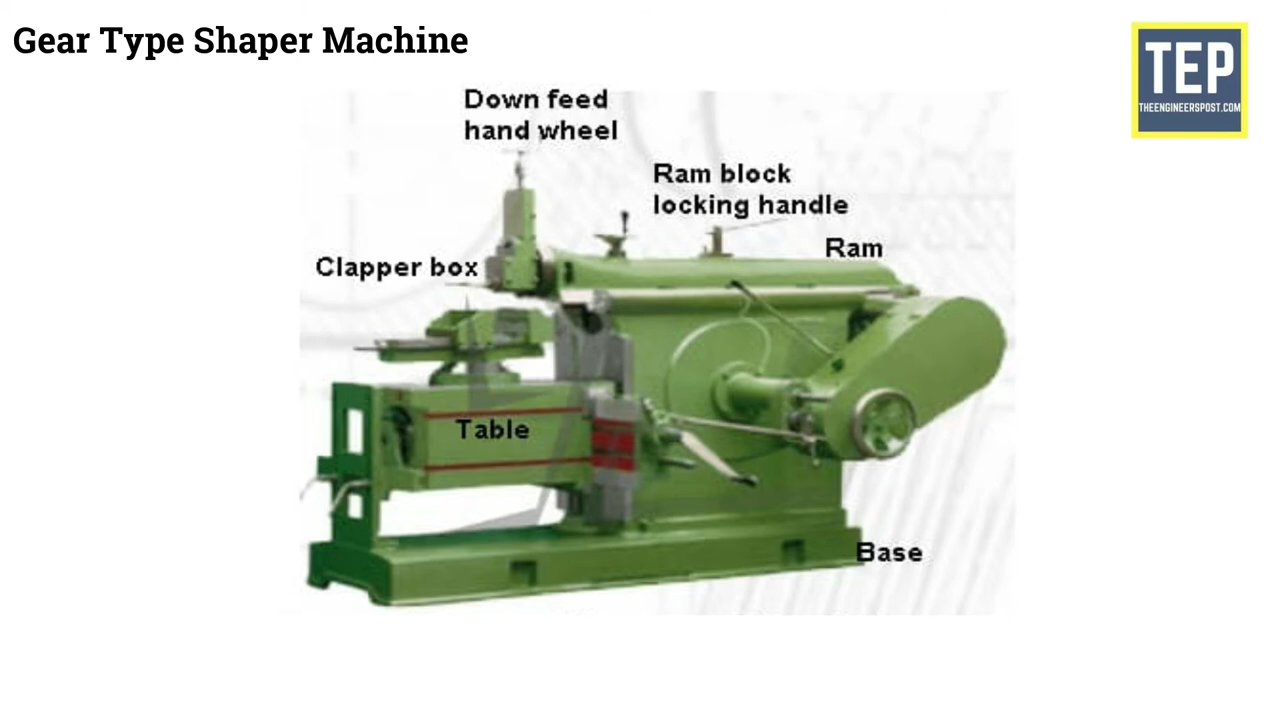 Gear Type Shaper Machine
TEP
THEENGINEERSPOST.COM
Down feed
hand wheel
Ram block
locking handle
Ram
Clapper box
Table
Base